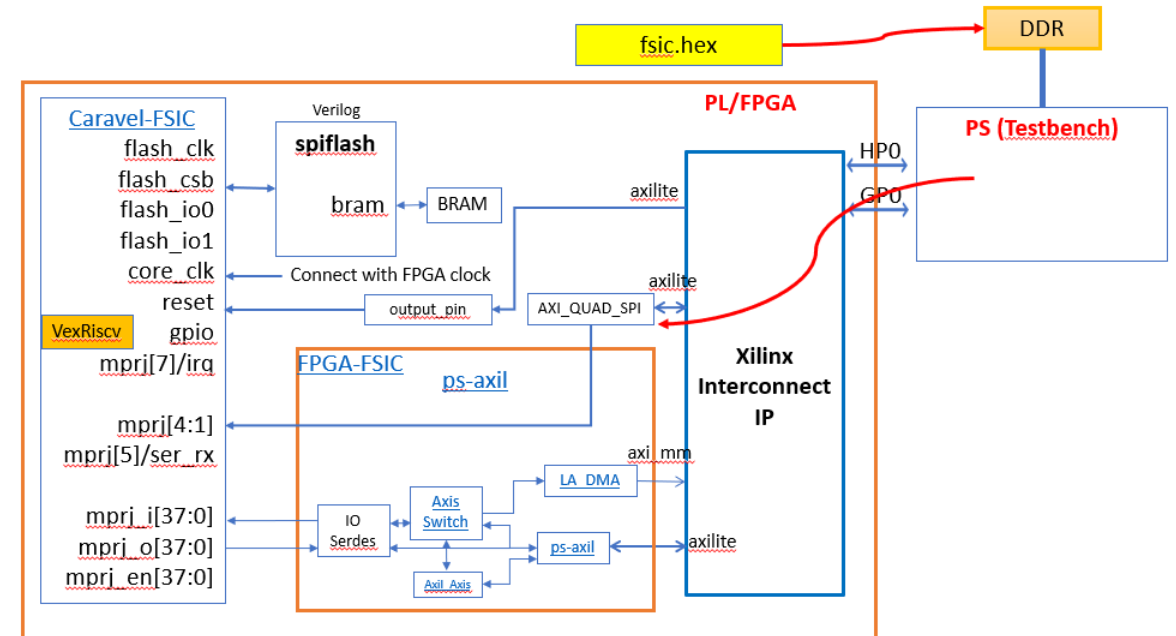 fsic.hex
DDR
PL/FPGA
PS (Testbench)
HP0
GP0
Caravel-FSIC
flash_clk
flash_csb
flash_io0
flash_io1
core_clk
reset
VexRiscv
gpio
mprj[7]/irq
mprj[4:1]
mprj[5]/ser_rx
mprj_i[37:0]
mprj_o[37:0]
mprj_en[37:0]
Verilog
spiflash
bram
BRAM
Connect with FPGA clock
output_pin
axilite
axilite
AXI_QUAD_SPI
Xilinx
Interconnect
IP
FPGA-FSIC
ps-axil
axi_mm
LA_DMA
Axis
Switch
IO
Serdes
ps-axil
axilite
Axil_Axis